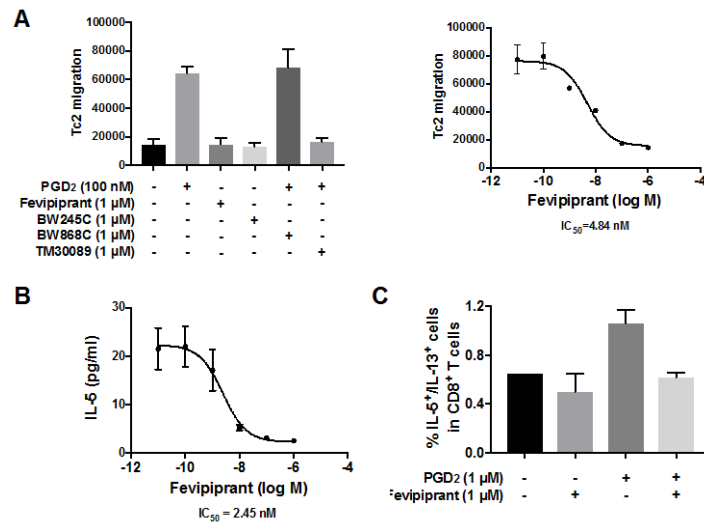 A
Tc2 migration
100000
80000
60000
40000
20000
0
PGD2 (100 nM) - + - - + +
Fevipiprant (1 µM) - - + - - -
BW245C (1 µM) - - - + - -
BW868C (1 µM) - - - - + -
TM30089 (1 µM) - - - - - +
Tc2 migration
100000
80000
60000
40000
20000
0
-12 -10 -8 -6 -4
Fevipiprant (log M)
IC50=4.84 nM
B
IL-5 (pg/ml)
30
20
10
0
-12 -10 -8 -6 -4
Fevipiprant (log M)
IC50 = 2.45 nM
C
% IL-5+/IL-13+ cells
in CD8+ T cells
1.2
0.8
0.4
0.0
PGD2 (1 µM) - - + +
Fevipiprant (1 µM) - + - +